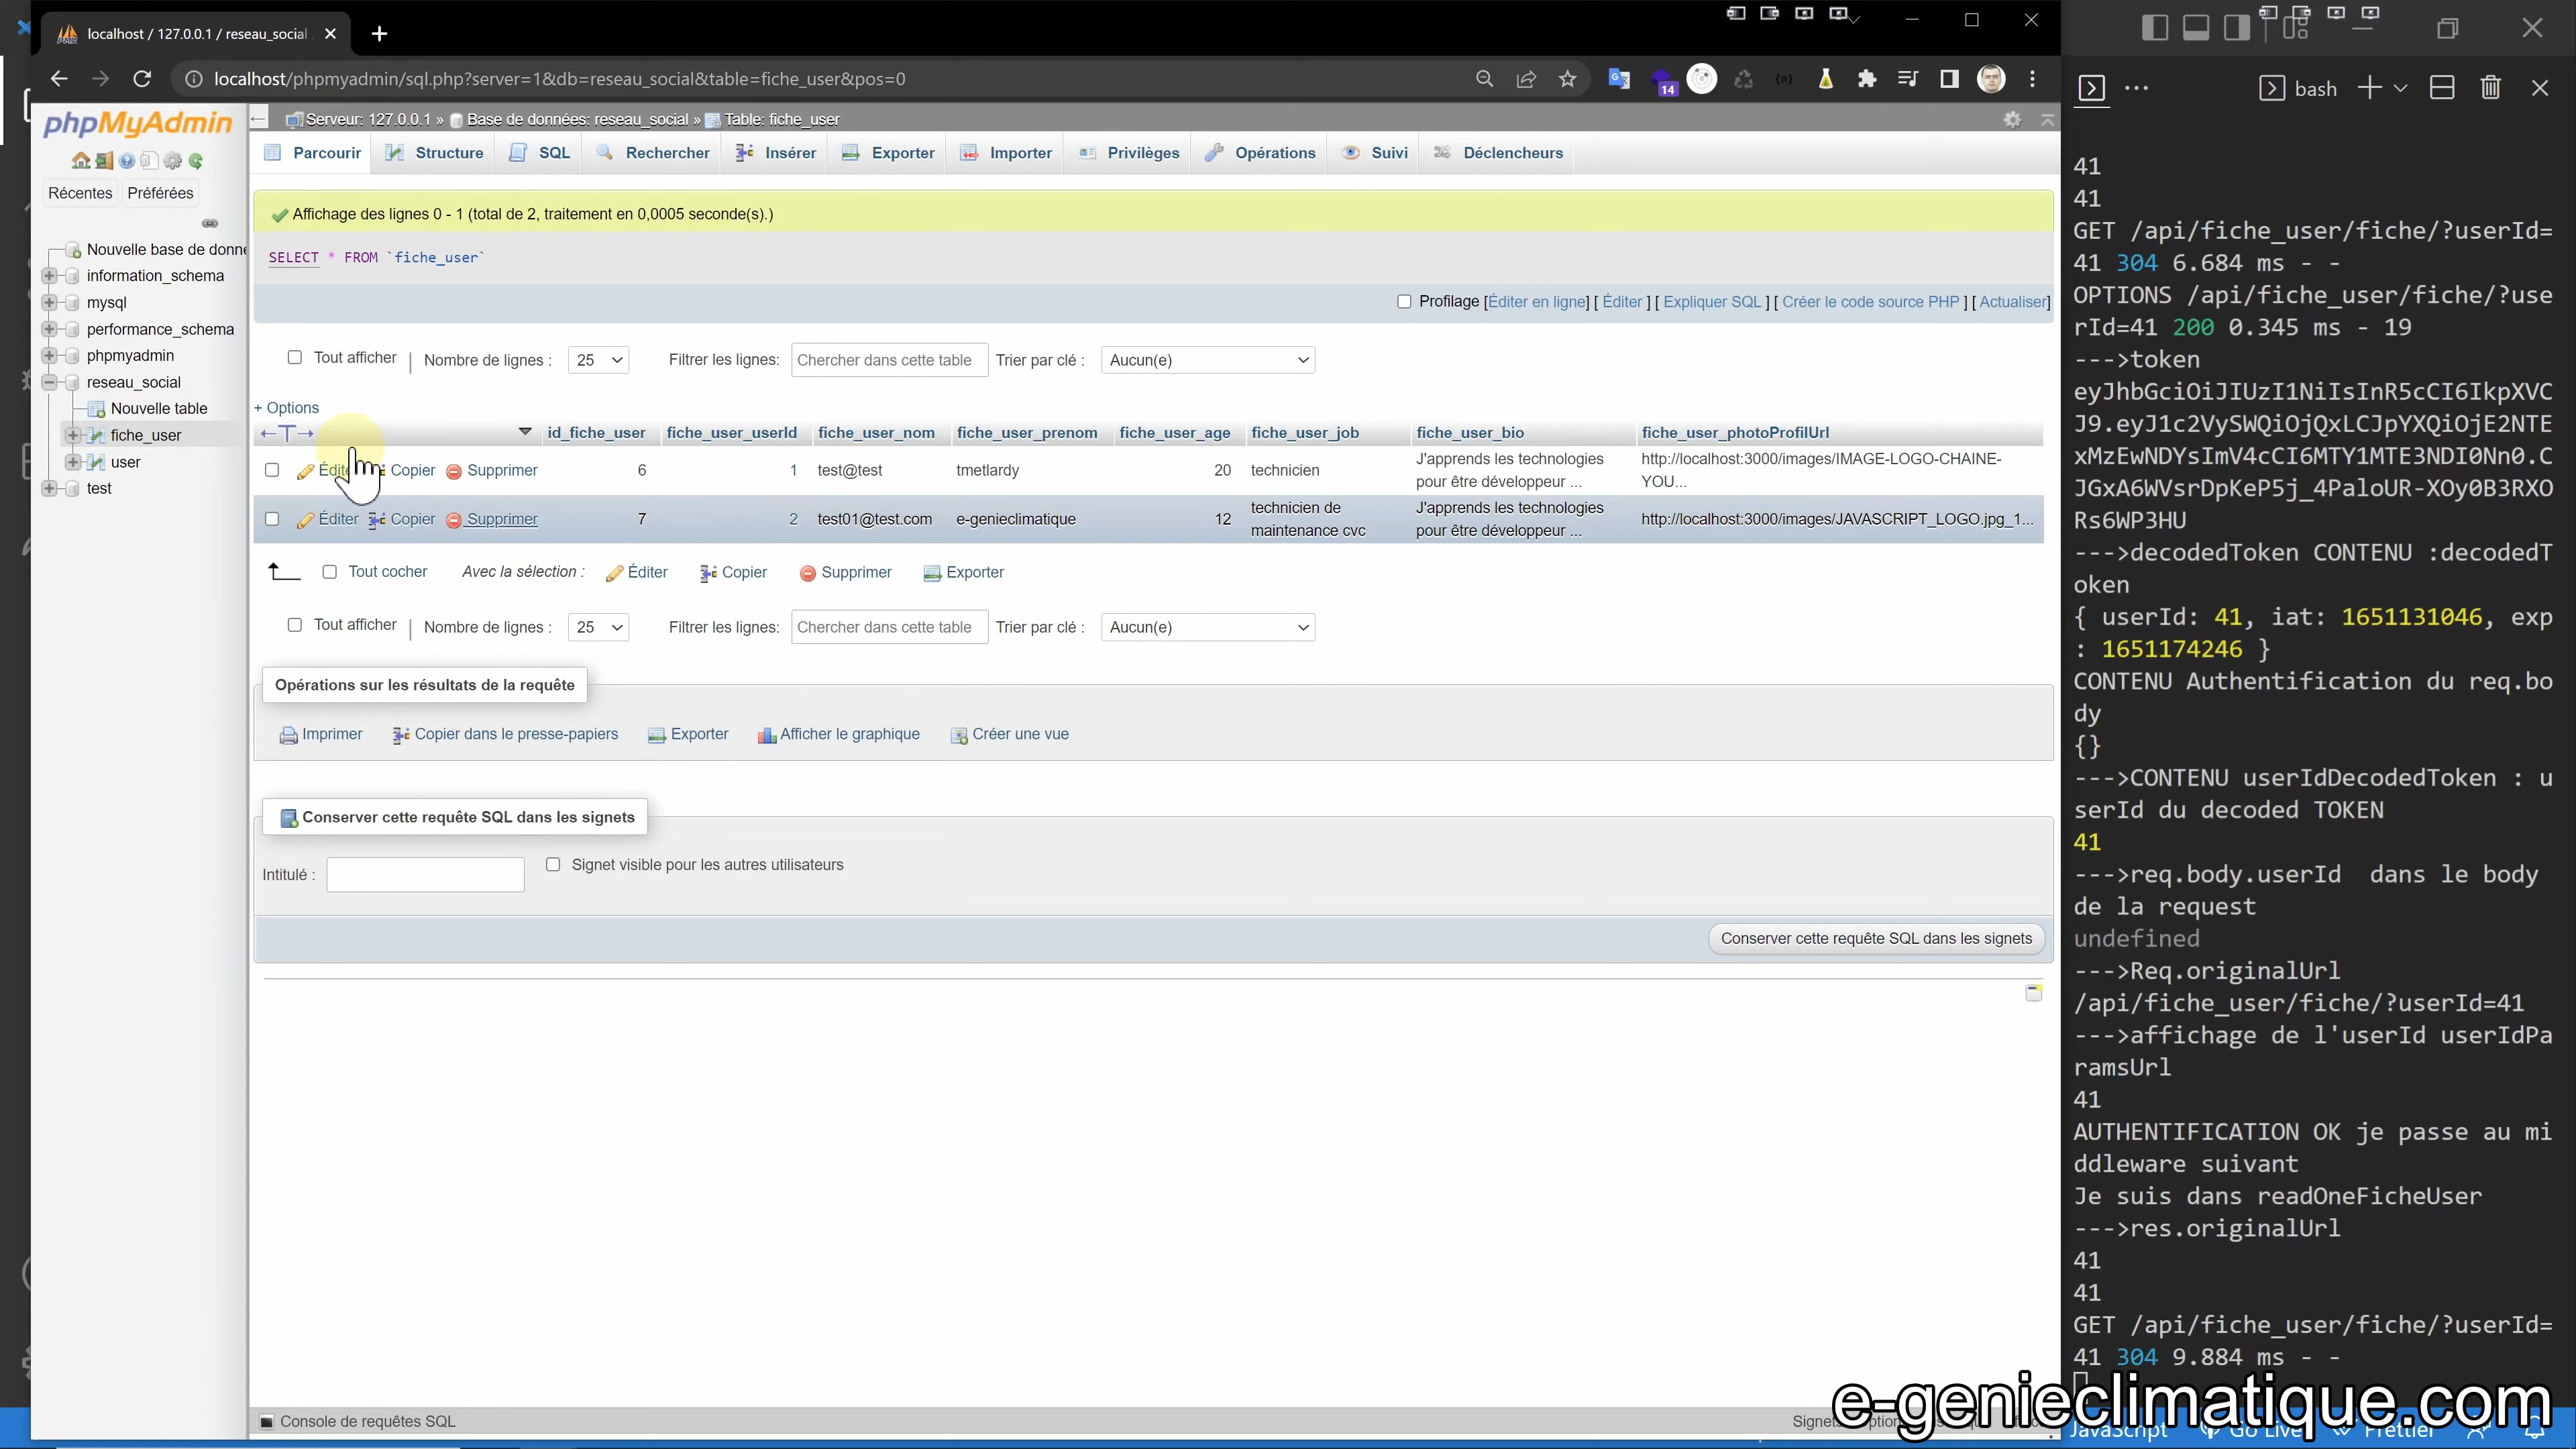 localhost / 127.0.0.1 / reseau_social
localhost/phpmyadmin/sql.php?server=1&db=reseau_social&table=fiche_user&pos=0
14
phpMyAdmin
Récentes
Préférées
Nouvelle base de donné
information_schema
mysql
performance_schema
phpmyadmin
reseau_social
Nouvelle table
fiche_user
user
test
Serveur: 127.0.0.1 » Base de données: reseau_social » Table: fiche_user
Parcourir
Structure
SQL
Rechercher
Insérer
Exporter
Importer
Privilèges
Opérations
Suivi
Déclencheurs
Affichage des lignes 0 - 1 (total de 2, traitement en 0,0005 seconde(s).)
SELECT * FROM `fiche_user`
Profilage [Éditer en ligne] [ Éditer ] [ Expliquer SQL ] [ Créer le code source PHP ] [ Actualiser]
Tout afficher | Nombre de lignes : 25 Filtrer les lignes: Chercher dans cette table Trier par clé : Aucun(e)
+ Options
←T→ id_fiche_user fiche_user_userId fiche_user_nom fiche_user_prenom fiche_user_age fiche_user_job fiche_user_bio fiche_user_photoProfilUrl
Copier Supprimer 6 1 test@test tmetlardy 20 technicien J'apprens les technologies pour être développeur ... http://localhost:3000/images/IMAGE-LOGO-CHAINE-YOU...
Éditer Copier Supprimer 7 2 test01@test.com e-genieclimatique 12 technicien de maintenance cvc J'apprens les technologies pour être développeur ... http://localhost:3000/images/JAVASCRIPT_LOGO.jpg_1...
Tout cocher Avec la sélection : Éditer Copier Supprimer Exporter
Tout afficher | Nombre de lignes : 25 Filtrer les lignes: Chercher dans cette table Trier par clé : Aucun(e)
Opérations sur les résultats de la requête
Imprimer Copier dans le presse-papiers Exporter Afficher le graphique Créer une vue
Conserver cette requête SQL dans les signets
Intitulé :
Signet visible pour les autres utilisateurs
Conserver cette requête SQL dans les signets
Console de requêtes SQL
bash
41
41
GET /api/fiche_user/fiche/?userId=
41 304 6.684 ms - -
OPTIONS /api/fiche_user/fiche/?use
rId=41 200 0.345 ms - 19
--->token
eyJhbGciOiJIUzI1NiIsInR5cCI6IkpXVC
J9.eyJ1c2VySWQiOjQxLCJpYXQiOjE2NTE
xMzEwNDYsImV4cCI6MTY1MTE3NDI0Nn0.C
JGxA6WVsrDpKeP5j_4PaloUR-XOy0B3RXO
Rs6WP3HU
--->decodedToken CONTENU :decodedT
oken
{ userId: 41, iat: 1651131046, exp
: 1651174246 }
CONTENU Authentification du req.bo
dy
{}
--->CONTENU userIdDecodedToken : u
serId du decoded TOKEN
41
--->req.body.userId  dans le body
de la request
undefined
--->Req.originalUrl
/api/fiche_user/fiche/?userId=41
--->affichage de l'userId userIdPa
ramsUrl
41
AUTHENTIFICATION OK je passe au mi
ddleware suivant
Je suis dans readOneFicheUser
--->res.originalUrl
41
41
GET /api/fiche_user/fiche/?userId=
41 304 9.884 ms - -
e-genieclimatique.com
JavaScript Go Live Prettier